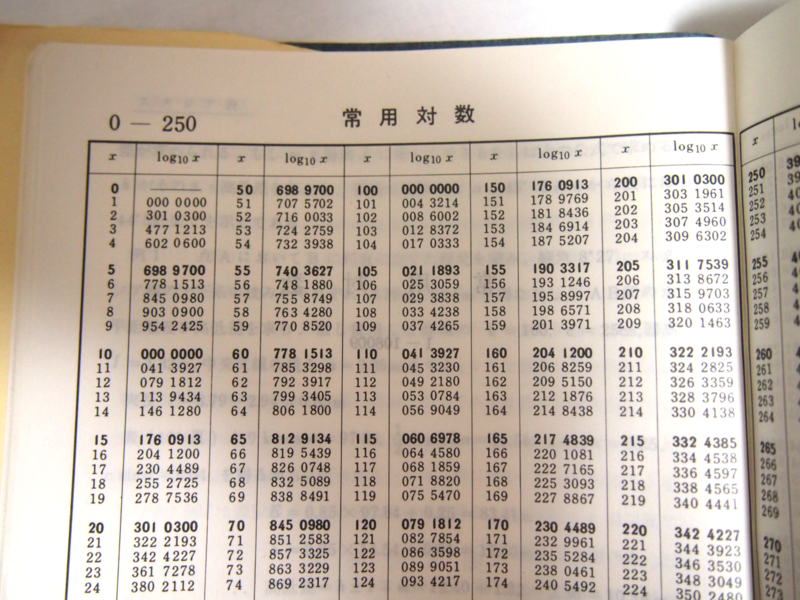 0 — 250 常用対数
x log10 x x log10 x x log10 x x log10 x x log10 x x
0 50 698 9700 100 000 0000 150 176 0913 200 301 0300 250
1 000 0000 51 707 5702 101 004 3214 151 178 9769 201 303 1961 251
2 301 0300 52 716 0033 102 008 6002 152 181 8436 202 305 3514 252
3 477 1213 53 724 2759 103 012 8372 153 184 6914 203 307 4960 253
4 602 0600 54 732 3938 104 017 0333 154 187 5207 204 309 6302 254
5 698 9700 55 740 3627 105 021 1893 155 190 3317 205 311 7539 255
6 778 1513 56 748 1880 106 025 3059 156 193 1246 206 313 8672 256
7 845 0980 57 755 8749 107 029 3838 157 195 8997 207 315 9703 257
8 903 0900 58 763 4280 108 033 4238 158 198 6571 208 318 0633 258
9 954 2425 59 770 8520 109 037 4265 159 201 3971 209 320 1463 259
10 000 0000 60 778 1513 110 041 3927 160 204 1200 210 322 2193 260
11 041 3927 61 785 3298 111 045 3230 161 206 8259 211 324 2825 261
12 079 1812 62 792 3917 112 049 2180 162 209 5150 212 326 3359 262
13 113 9434 63 799 3405 113 053 0784 163 212 1876 213 328 3796 263
14 146 1280 64 806 1800 114 056 9049 164 214 8438 214 330 4138 264
15 176 0913 65 812 9134 115 060 6978 165 217 4839 215 332 4385 265
16 204 1200 66 819 5439 116 064 4580 166 220 1081 216 334 4538 266
17 230 4489 67 826 0748 117 068 1859 167 222 7165 217 336 4597 267
18 255 2725 68 832 5089 118 071 8820 168 225 3093 218 338 4565 268
19 278 7536 69 838 8491 119 075 5470 169 227 8867 219 340 4441 269
20 301 0300 70 845 0980 120 079 1812 170 230 4489 220 342 4227 270
21 322 2193 71 851 2583 121 082 7854 171 232 9961 221 344 3923 271
22 342 4227 72 857 3325 122 086 3598 172 235 5284 222 346 3530 272
23 361 7278 73 863 3229 123 089 9051 173 238 0461 223 348 3049
24 380 2112 74 869 2317 124 093 4217 174 240 5492 224 350 2480